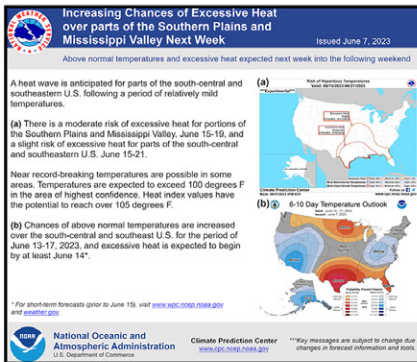 Increasing Chances of Excessive Heat
over parts of the Southern Plains and
Mississippi Valley Next Week
Issued June 7, 2023
Above normal temperatures and excessive heat expected next week into the following weekend
A heat wave is anticipated for parts of the south-central and
southeastern U.S. following a period of relatively mild
temperatures.
(a) There is a moderate risk of excessive heat for portions of
the Southern Plains and Mississippi Valley, June 15-19, and
a slight risk of excessive heat for parts of the south-central
and southeastern U.S. June 15-21.
Near record-breaking temperatures are possible in some
areas. Temperatures are expected to exceed 100 degrees F
in the area of highest confidence. Heat index values have
the potential to reach over 105 degrees F.
(b) Chances of above normal temperatures are increased
over the south-central and southeast U.S. for the period of
June 13-17, 2023, and excessive heat is expected to begin
by at least June 14*.
* For short-term forecasts (prior to June 15), visit www.wpc.ncep.noaa.gov
and weather.gov.
(a)
Risk of Hazardous Temperatures
***Experimental***
Climate Prediction Center
(b)
6-10 Day Temperature Outlook
NOAA
National Oceanic and
Atmospheric Administration
U.S. Department of Commerce
Climate Prediction Center
www.cpc.ncep.noaa.gov
***Key messages are subject to change due
changes in forecast information and tools.